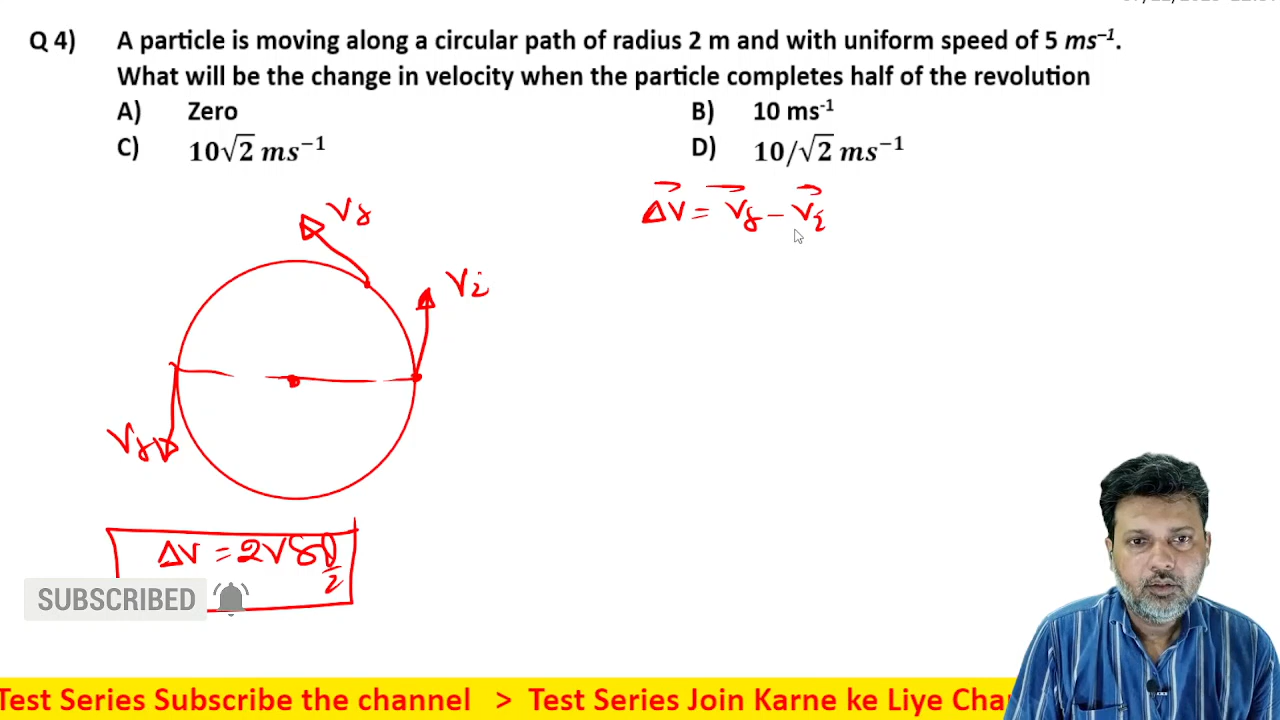 Q 4) A particle is moving along a circular path of radius 2 m and with uniform speed of 5 ms⁻¹.
What will be the change in velocity when the particle completes half of the revolution
A) Zero B) 10 ms⁻¹
C) 10√2 ms⁻¹ D) 10/√2 ms⁻¹
ΔV = Vf − Vi
Vf
Vi
Vf
ΔV = 2V
SUBSCRIBED
Test Series Subscribe the channel > Test Series Join Karne ke Liye